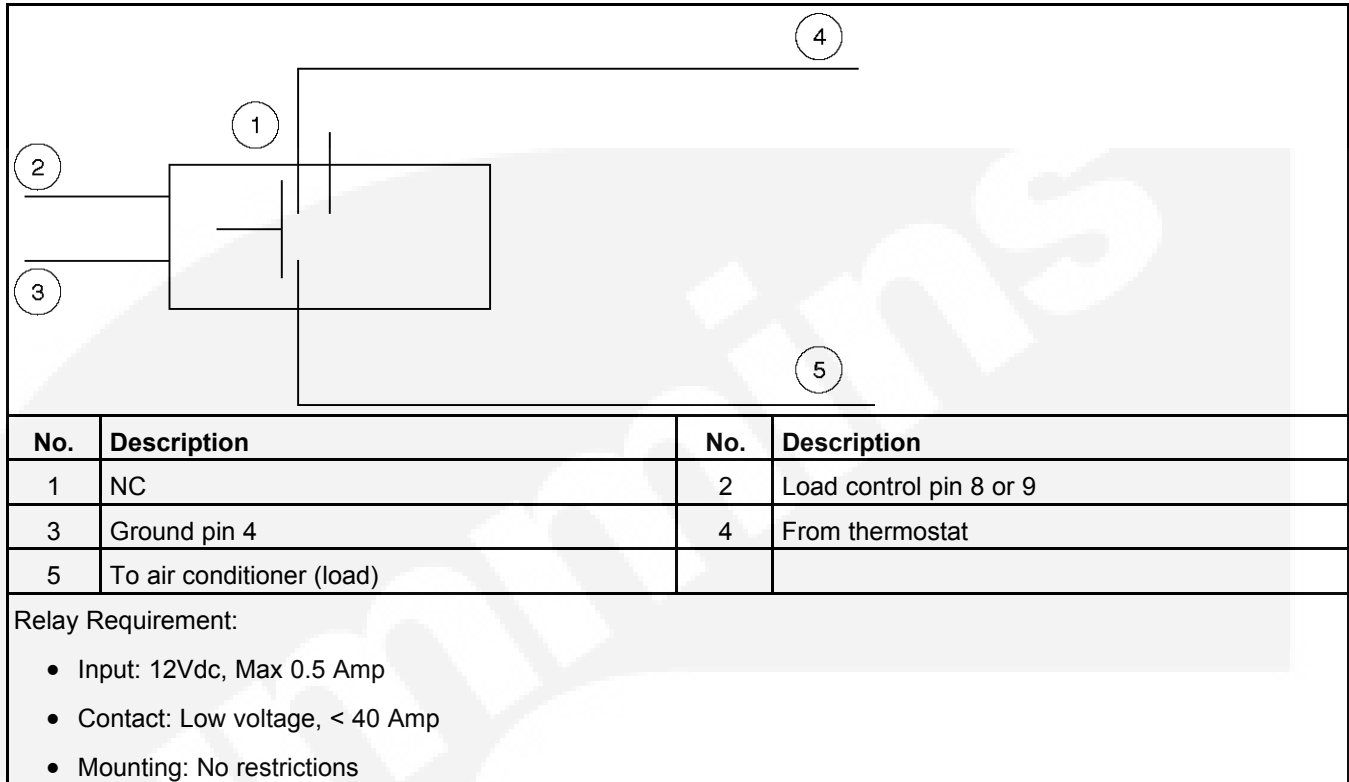 4
1
2
3
5
No. Description No. Description
1 NC 2 Load control pin 8 or 9
3 Ground pin 4 4 From thermostat
5 To air conditioner (load)
Relay Requirement:
• Input: 12Vdc, Max 0.5 Amp
• Contact: Low voltage, < 40 Amp
• Mounting: No restrictions
mmins